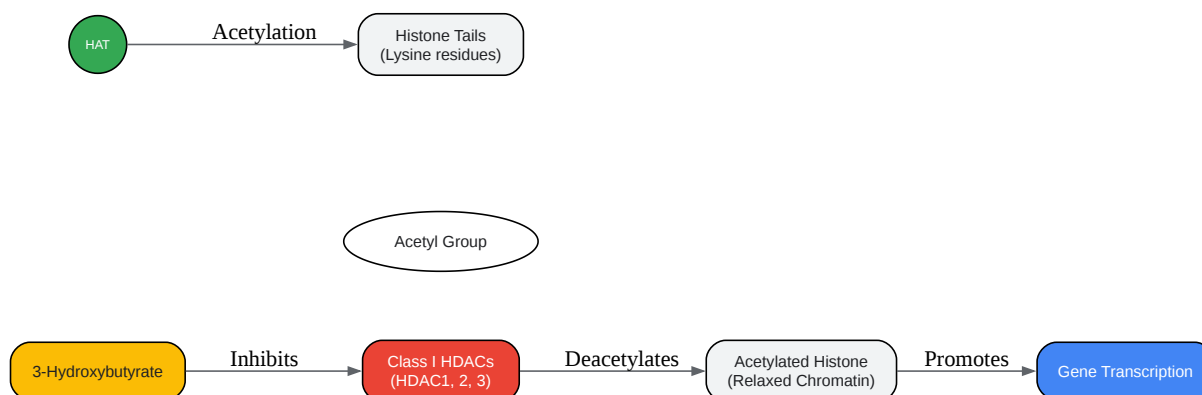 HAT
Acetylation
Histone Tails
(Lysine residues)
Acetyl Group
3-Hydroxybutyrate
Inhibits
Class I HDACs
(HDAC1, 2, 3)
Deacetylates
Acetylated Histone
(Relaxed Chromatin)
Promotes
Gene Transcription